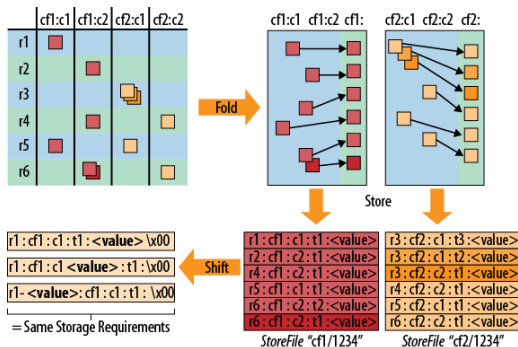 cf1:c1 cf1:c2 cf2:c1 cf2:c2
r1
r2
r3
r4
r5
r6
Fold
cf1:c1 cf1:c2 cf1:
cf2:c1 cf2:c2 cf2:
Store
r1 : cf1 : c1 : t1 : <value>
r2 : cf1 : c2 : t1 : <value>
r4 : cf1 : c2 : t1 : <value>
r5 : cf1 : c1 : t1 : <value>
r6 : cf1 : c2 : t2 : <value>
r6 : cf1 : c2 : t1 : <value>
StoreFile "cf1/1234"
r3 : cf2 : c1 : t3 : <value>
r3 : cf2 : c1 : t2 : <value>
r3 : cf2 : c1 : t1 : <value>
r4 : cf2 : c2 : t1 : <value>
r5 : cf2 : c1 : t1 : <value>
r6 : cf2 : c2 : t1 : <value>
StoreFile "cf2/1234"
Shift
r1 : cf1 : c1 : t1 : <value> \x00
r1 : cf1 : c1 <value> : t1 : \x00
r1- <value> : cf1 : c1 : t1 : \x00
= Same Storage Requirements